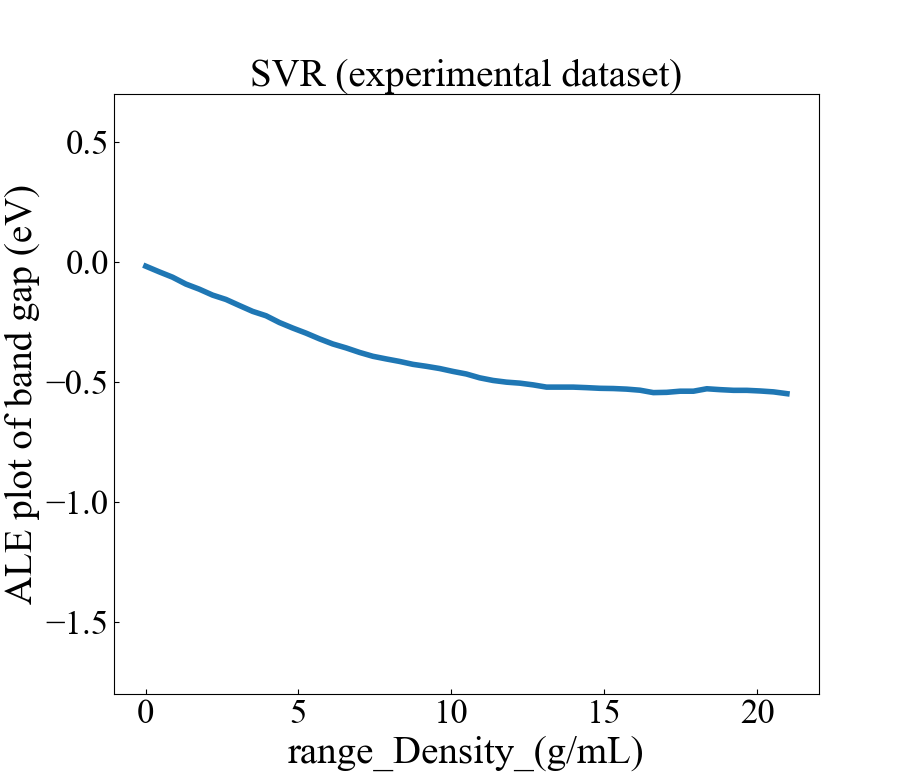 SVR (experimental dataset)
0.5
0.0
−0.5
−1.0
−1.5
ALE plot of band gap (eV)
0 5 10 15 20
range_Density_(g/mL)